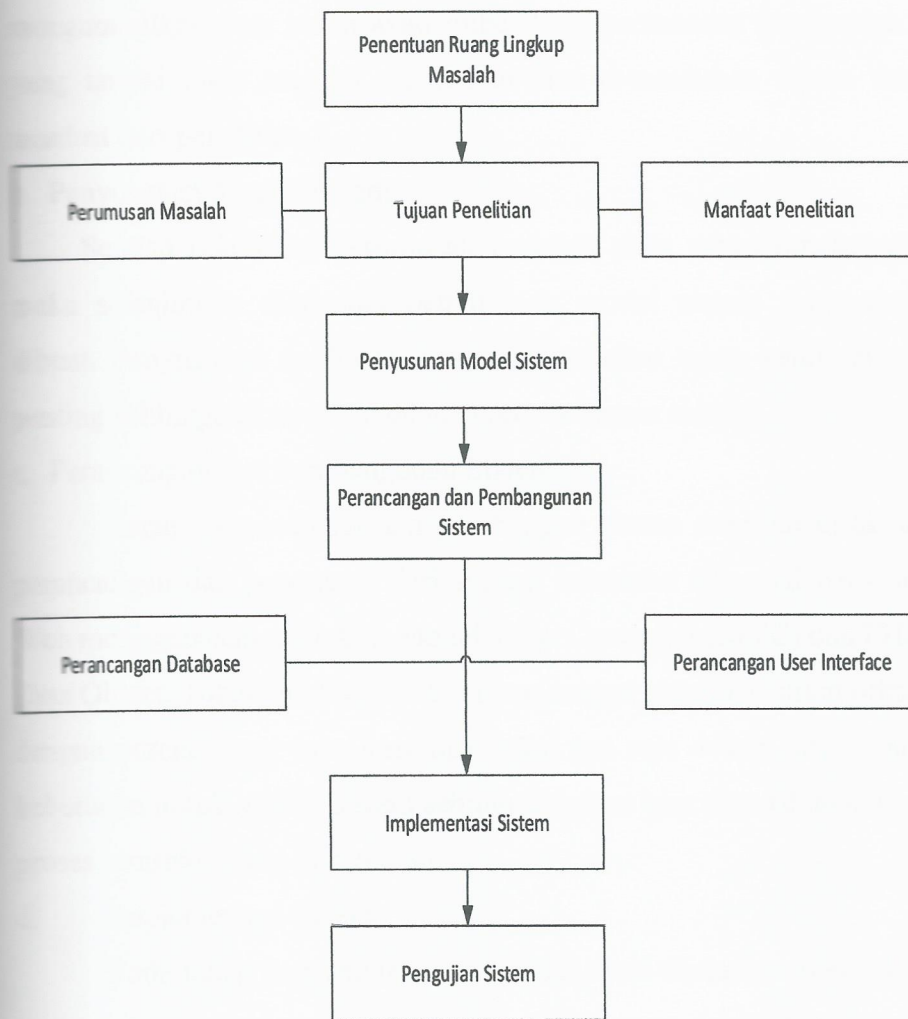 Penentuan Ruang Lingkup
Masalah
Perumusan Masalah
Tujuan Penelitian
Manfaat Penelitian
Penyusunan Model Sistem
Perancangan dan Pembangunan
Sistem
Perancangan Database
Perancangan User Interface
Implementasi Sistem
Pengujian Sistem